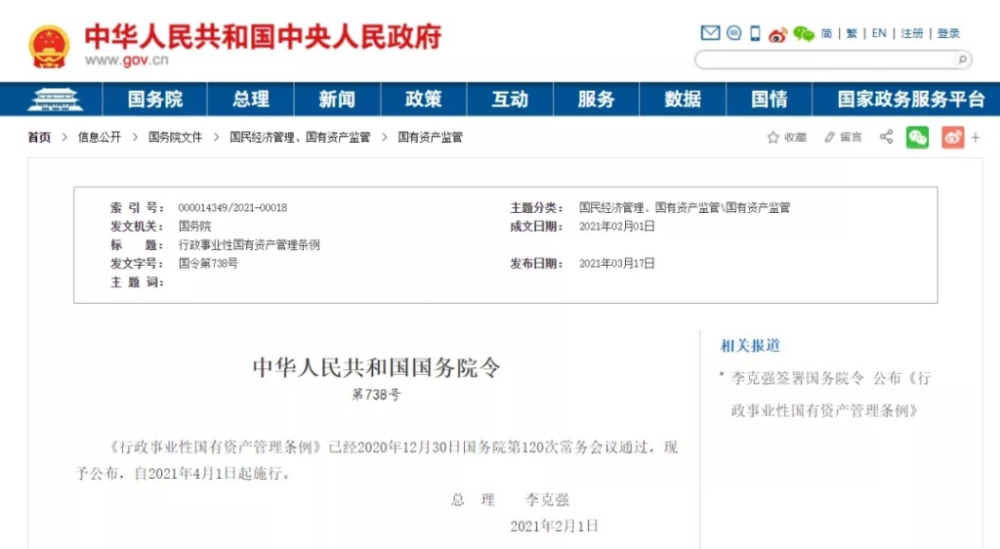 中华人民共和国中央人民政府
www.gov.cn
简 | 繁 | EN | 注册 | 登录
国务院 总理 新闻 政策 互动 服务 数据 国情 国家政务服务平台
首页 > 信息公开 > 国务院文件 > 国民经济管理、国有资产监管 > 国有资产监管
收藏 留言
索 引 号： 000014349/2021-00018 主题分类： 国民经济管理、国有资产监管\国有资产监管
发文机关： 国务院 成文日期： 2021年02月01日
标 题： 行政事业性国有资产管理条例
发文字号： 国令第738号 发布日期： 2021年03月17日
主 题 词：
中华人民共和国国务院令
第738号
《行政事业性国有资产管理条例》已经2020年12月30日国务院第120次常务会议通过，现
予公布，自2021年4月1日起施行。
总 理 李克强
2021年2月1日
相关报道
* 李克强签署国务院令 公布《行
政事业性国有资产管理条例》